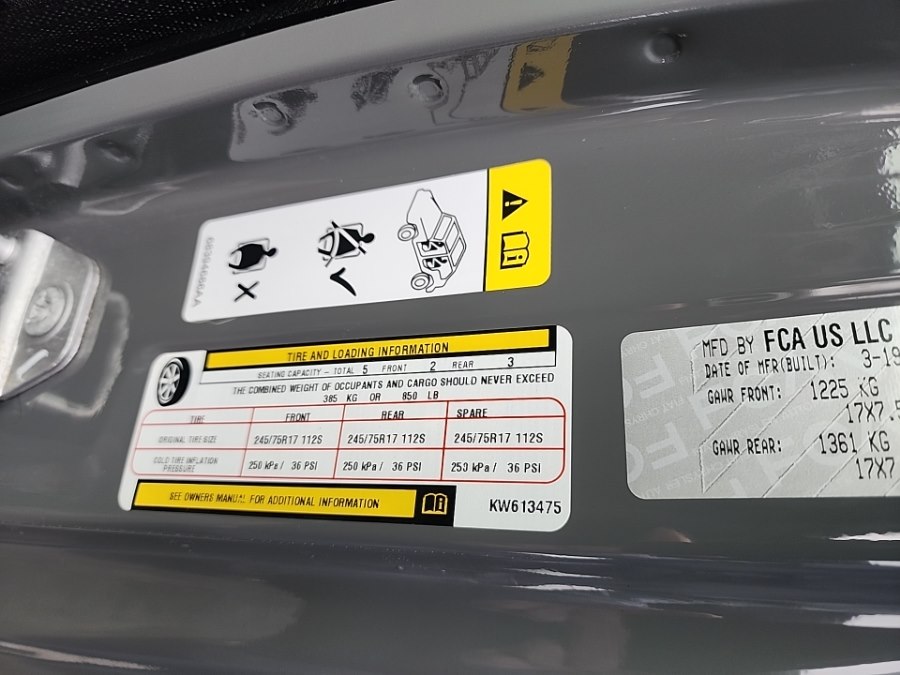 68394686AA
TIRE AND LOADING INFORMATION
SEATING CAPACITY - TOTAL 5 FRONT 2 REAR 3
THE COMBINED WEIGHT OF OCCUPANTS AND CARGO SHOULD NEVER EXCEED
385 KG OR 850 LB
TIRE FRONT REAR SPARE
ORIGINAL TIRE SIZE 245/75R17 112S 245/75R17 112S 245/75R17 112S
COLD TIRE INFLATION PRESSURE 250 kPa / 36 PSI 250 kPa / 36 PSI 250 kPa / 36 PSI
SEE OWNERS MANUAL FOR ADDITIONAL INFORMATION
KW613475
MFD BY FCA US LLC
DATE OF MFR(BUILT): 3-19
GAWR FRONT: 1225 KG
17X7.5
GAWR REAR: 1361 KG
17X7